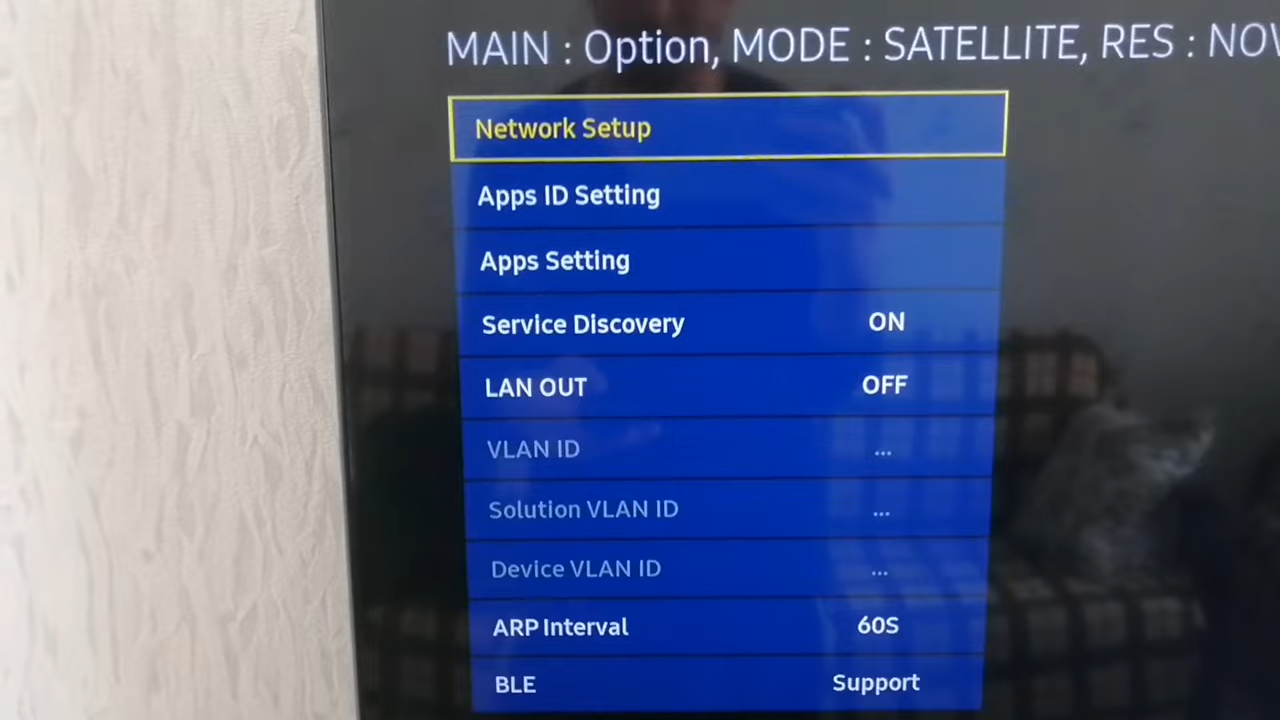 MAIN : Option, MODE : SATELLITE, RES :
Network Setup
Apps ID Setting
Apps Setting
Service Discovery ON
LAN OUT OFF
VLAN ID ...
Solution VLAN ID ...
Device VLAN ID ...
ARP Interval 60S
BLE Support